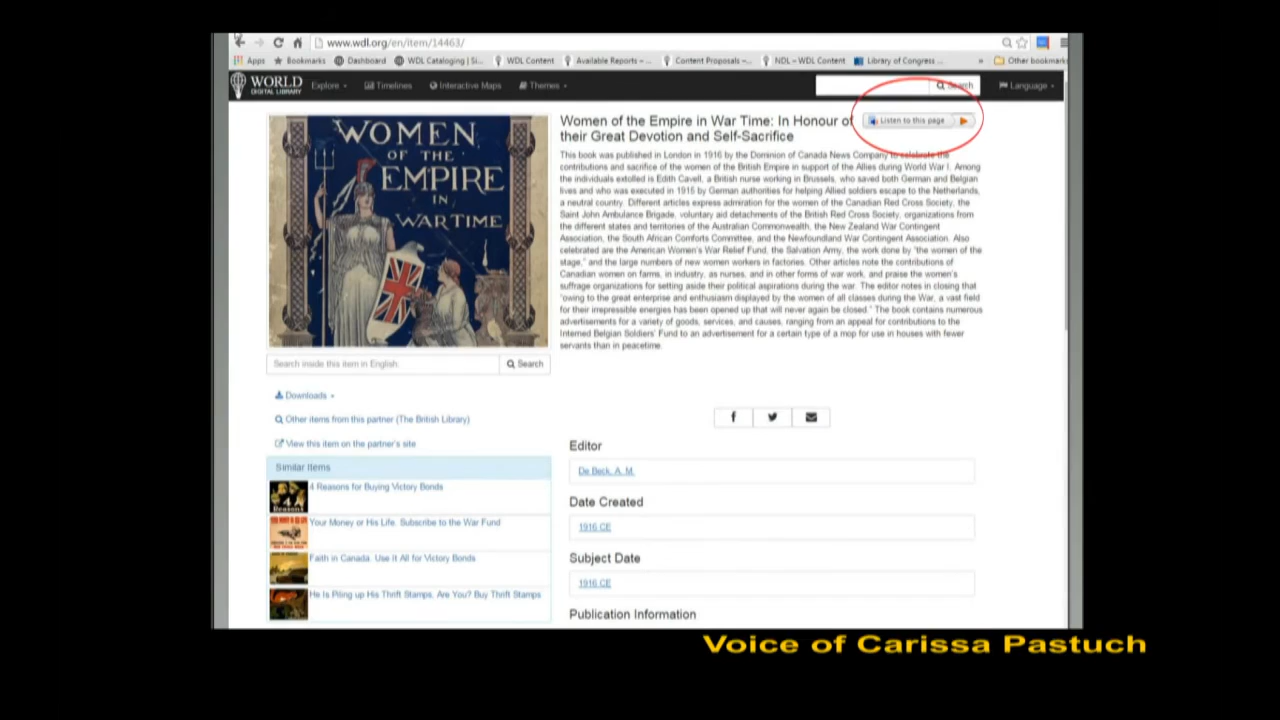 www.wdl.org/en/item/14463/
Apps Bookmarks Dashboard WDL Cataloging | Si... WDL Content Available Reports – ... Content Proposals –... NDL – WDL Content Library of Congress ... » Other bookmarks
WORLD
DIGITAL LIBRARY
Explore Timelines Interactive Maps Themes Search Language
WOMEN
OF THE
EMPIRE
IN
WAR TIME
Women of the Empire in War Time: In Honour of
their Great Devotion and Self-Sacrifice
Listen to this page
This book was published in London in 1916 by the Dominion of Canada News Company to celebrate the
contributions and sacrifice of the women of the British Empire in support of the Allies during World War I. Among
the individuals extolled is Edith Cavell, a British nurse working in Brussels, who saved both German and Belgian
lives and who was executed in 1915 by German authorities for helping Allied soldiers escape to the Netherlands,
a neutral country. Different articles express admiration for the women of the Canadian Red Cross Society, the
Saint John Ambulance Brigade, voluntary aid detachments of the British Red Cross Society, organizations from
the different states and territories of the Australian Commonwealth, the New Zealand War Contingent
Association, the South African Comforts Committee, and the Newfoundland War Contingent Association. Also
celebrated are the American Women's War Relief Fund, the Salvation Army, the work done by "the women of the
stage," and the large numbers of new women workers in factories. Other articles note the contributions of
Canadian women on farms, in industry, as nurses, and in other forms of war work, and praise the women's
suffrage organizations for setting aside their political aspirations during the war. The editor notes in closing that
"owing to the great enterprise and enthusiasm displayed by the women of all classes during the War, a vast field
for their irrepressible energies has been opened up that will never again be closed." The book contains numerous
advertisements for a variety of goods, services, and causes, ranging from an appeal for contributions to the
Interned Belgian Soldiers' Fund to an advertisement for a certain type of a mop for use in houses with fewer
servants than in peacetime.
Search inside this item in English. Search
Downloads
Other items from this partner (The British Library)
View this item on the partner's site
Similar Items
4 Reasons for Buying Victory Bonds
Your Money or His Life. Subscribe to the War Fund
Faith in Canada. Use It All for Victory Bonds
He Is Piling up His Thrift Stamps, Are You? Buy Thrift Stamps
Editor
De Beck, A. M.
Date Created
1916 CE
Subject Date
1916 CE
Publication Information
Voice of Carissa Pastuch